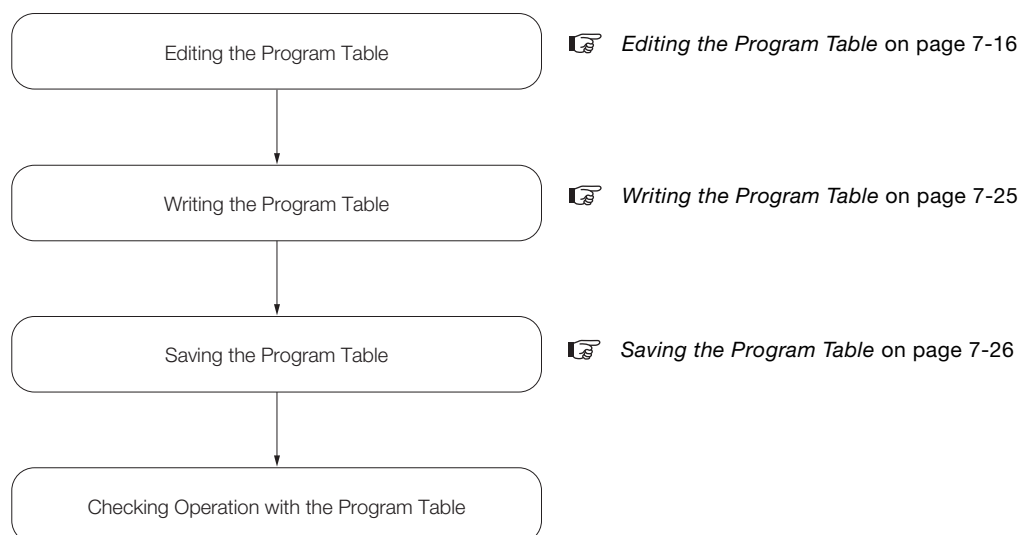 Editing the Program Table
Editing the Program Table on page 7-16
Writing the Program Table
Writing the Program Table on page 7-25
Saving the Program Table
Saving the Program Table on page 7-26
Checking Operation with the Program Table